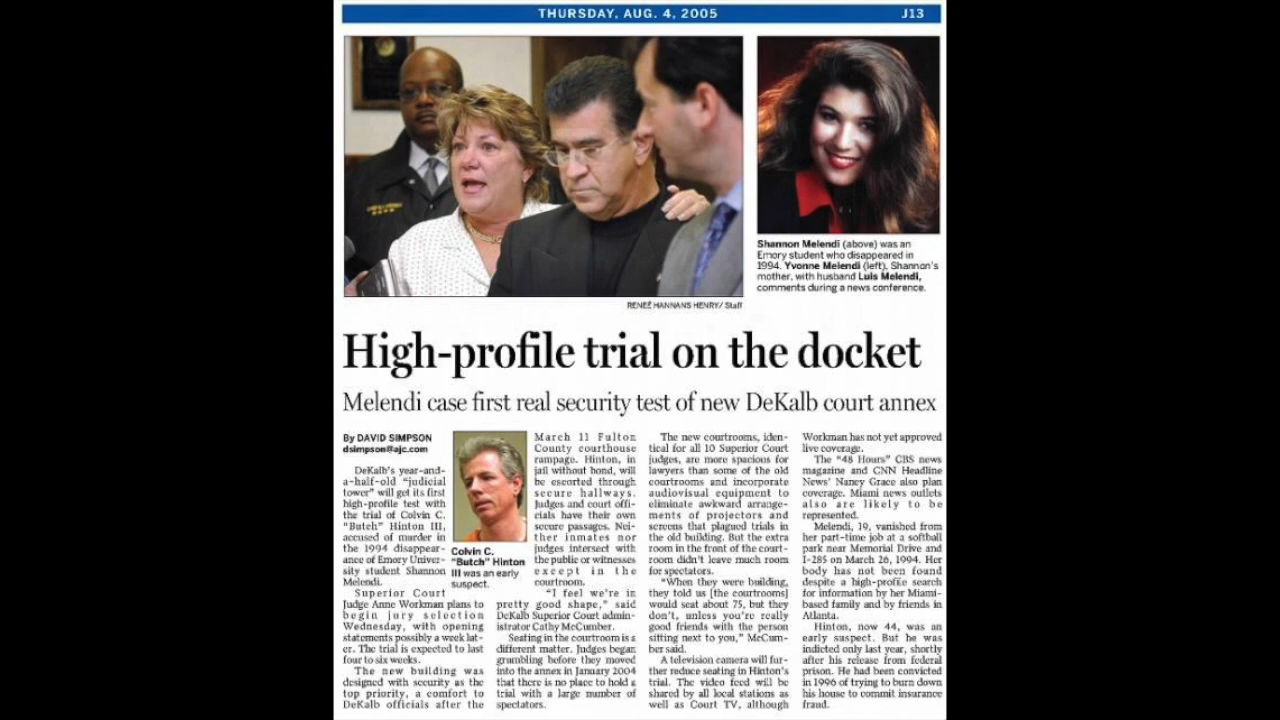 THURSDAY, AUG. 4, 2005
J13
Shannon Melendi (above) was an
Emory student who disappeared in
1994. Yvonne Melendi (left), Shannon's
mother, with husband Luis Melendi,
comments during a news conference.
RENEÉ HANNANS HENRY/ Staff
High-profile trial on the docket
Melendi case first real security test of new DeKalb court annex
By DAVID SIMPSON
dsimpson@ajc.com
DeKalb's year-and-
a-half-old "judicial
tower" will get its first
high-profile test with
the trial of Colvin C.
"Butch" Hinton III,
accused of murder in
the 1994 disappear-
ance of Emory Univer-
sity student Shannon
Melendi.
Superior Court
Judge Anne Workman plans to
begin jury selection
Wednesday, with opening
statements possibly a week lat-
er. The trial is expected to last
four to six weeks.
The new building was
designed with security as the
top priority, a comfort to
DeKalb officials after the
Colvin C.
"Butch" Hinton
III was an early
suspect.
March 11 Fulton
County courthouse
rampage. Hinton, in
jail without bond, will
be escorted through
secure hallways.
Judges and court offi-
cials have their own
secure passages. Nei-
ther inmates nor
judges intersect with
the public or witnesses
except in the
courtroom.
"I feel we're in
pretty good shape," said
DeKalb Superior Court admin-
istrator Cathy McCumber.
Seating in the courtroom is a
different matter. Judges began
grumbling before they moved
into the annex in January 2004
that there is no place to hold a
trial with a large number of
spectators.
The new courtrooms, iden-
tical for all 10 Superior Court
judges, are more spacious for
lawyers than some of the old
courtrooms and incorporate
audiovisual equipment to
eliminate awkward arrange-
ments of projectors and
screens that plagued trials in
the old building. But the extra
room in the front of the court-
room didn't leave much room
for spectators.
"When they were building,
they told us [the courtrooms]
would seat about 75, but they
don't, unless you're really
good friends with the person
sitting next to you," McCum-
ber said.
A television camera will fur-
ther reduce seating in Hinton's
trial. The video feed will be
shared by all local stations as
well as Court TV, although
Workman has not yet approved
live coverage.
The "48 Hours" CBS news
magazine and CNN Headline
News' Nancy Grace also plan
coverage. Miami news outlets
also are likely to be
represented.
Melendi, 19, vanished from
her part-time job at a softball
park near Memorial Drive and
I-285 on March 26, 1994. Her
body has not been found
despite a high-profile search
for information by her Miami-
based family and by friends in
Atlanta.
Hinton, now 44, was an
early suspect. But he was
indicted only last year, shortly
after his release from federal
prison. He had been convicted
in 1996 of trying to burn down
his house to commit insurance
fraud.